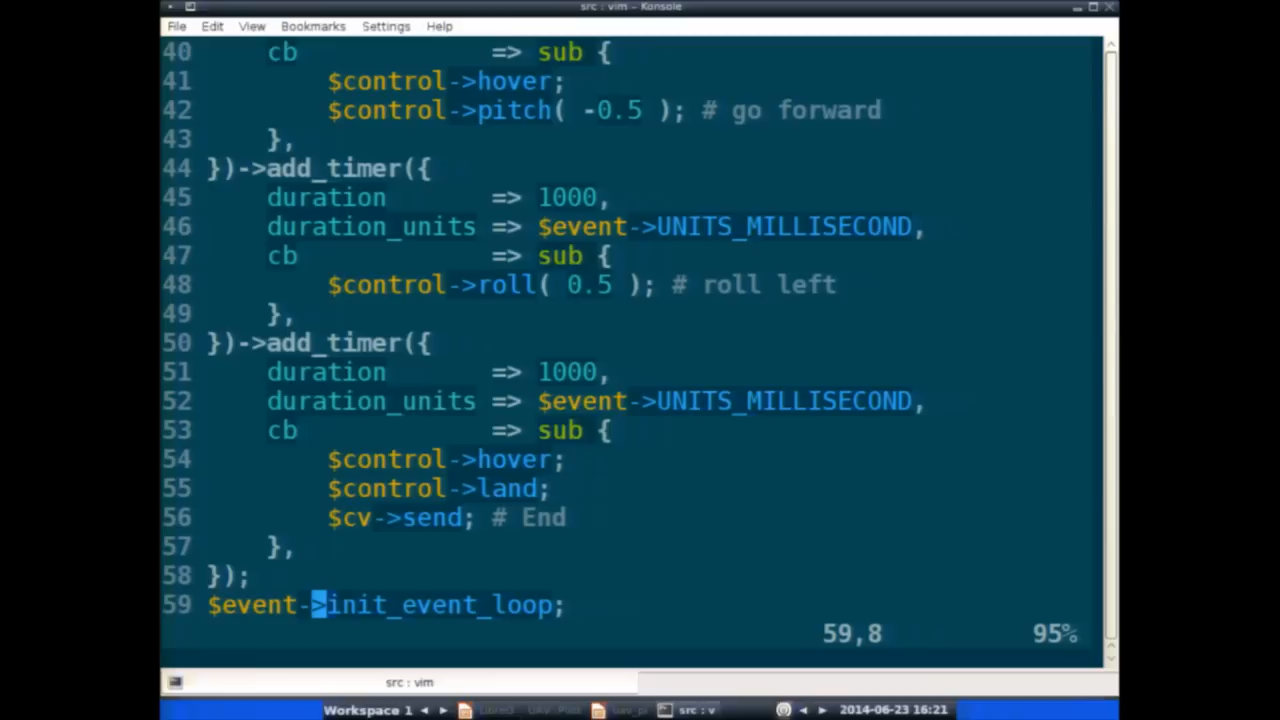 src : vim – Konsole
File Edit View Bookmarks Settings Help
40     cb             => sub {
41         $control->hover;
42         $control->pitch( -0.5 ); # go forward
43     },
44 })->add_timer({
45     duration       => 1000,
46     duration_units => $event->UNITS_MILLISECOND,
47     cb             => sub {
48         $control->roll( 0.5 ); # roll left
49     },
50 })->add_timer({
51     duration       => 1000,
52     duration_units => $event->UNITS_MILLISECOND,
53     cb             => sub {
54         $control->hover;
55         $control->land;
56         $cv->send; # End
57     },
58 });
59 $event->init_event_loop;
59,8 95%
src : vim
Workspace 1 src : v 2014-06-23 16:21